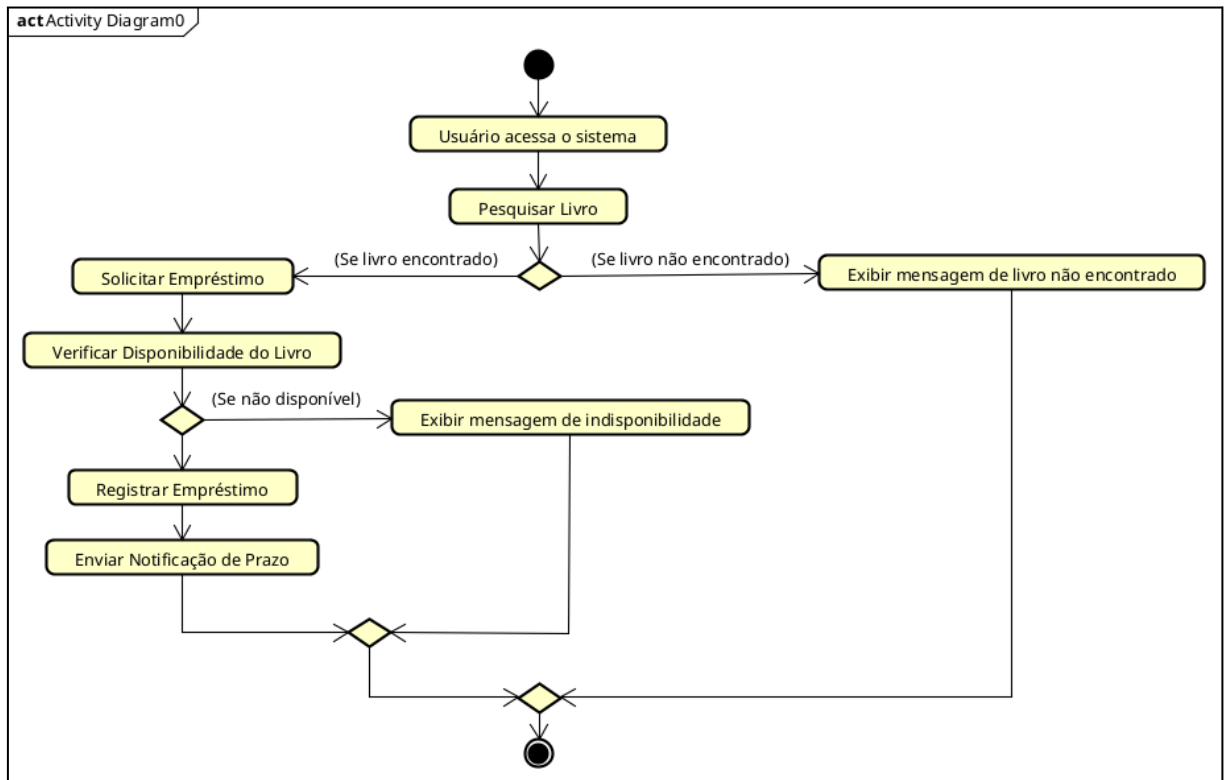 act Activity Diagram0
Usuário acessa o sistema
Pesquisar Livro
(Se livro encontrado)
(Se livro não encontrado)
Solicitar Empréstimo
Exibir mensagem de livro não encontrado
Verificar Disponibilidade do Livro
(Se não disponível)
Exibir mensagem de indisponibilidade
Registrar Empréstimo
Enviar Notificação de Prazo